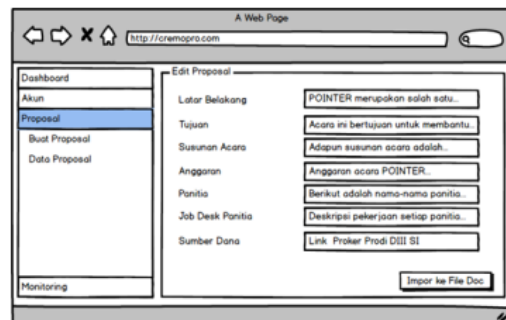 A Web Page
http://cremopro.com
Dashboard
Akun
Proposal
Buat Proposal
Data Proposal
Monitoring
Edit Proposal
Latar Belakang POINTER merupakan salah satu...
Tujuan Acara ini bertujuan untuk membantu...
Susunan Acara Adapun susunan acara adalah...
Anggaran Anggaran acara POINTER...
Panitia Berikut adalah nama-nama panitia...
Job Desk Panitia Deskripsi pekerjaan setiap panitia...
Sumber Dana Link Proker Prodi DIII SI
Impor ke File Doc